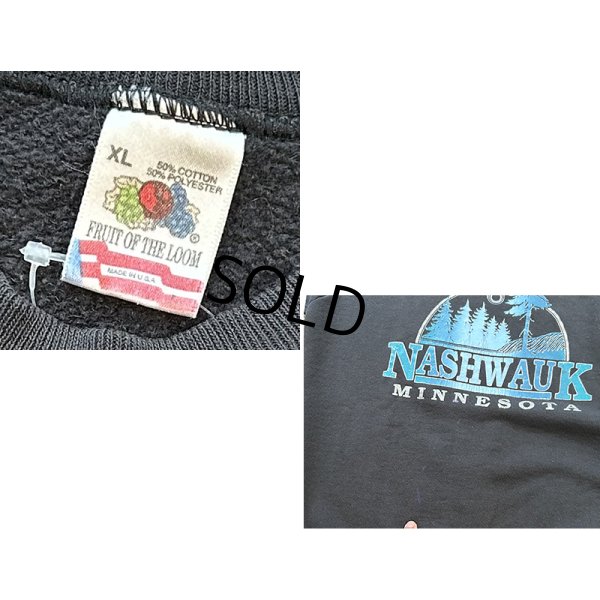 XL
50% COTTON
50% POLYESTER
FRUIT OF THE LOOM
®
MADE IN U.S.A
SOLD
NASHWAUK
MINNESOTA